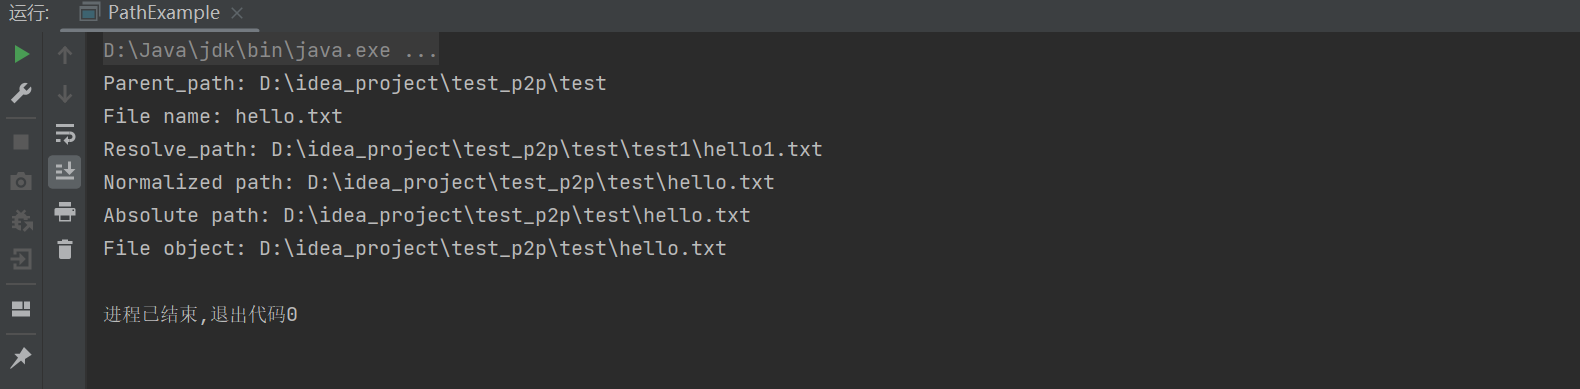 运行: PathExample
D:\Java\jdk\bin\java.exe ...
Parent_path: D:\idea_project\test_p2p\test
File name: hello.txt
Resolve_path: D:\idea_project\test_p2p\test\test1\hello1.txt
Normalized path: D:\idea_project\test_p2p\test\hello.txt
Absolute path: D:\idea_project\test_p2p\test\hello.txt
File object: D:\idea_project\test_p2p\test\hello.txt
进程已结束,退出代码0